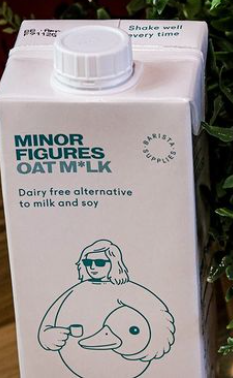 Shake well
every time
MINOR
FIGURES
OAT M*LK
BARISTA
SUPPLIES
Dairy free alternative
to milk and soy